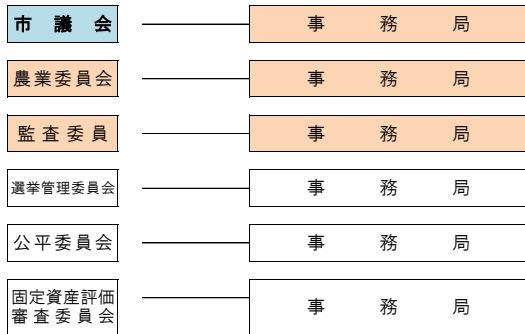 市議会 事務局
農業委員会 事務局
監査委員 事務局
選挙管理委員会 事務局
公平委員会 事務局
固定資産評価
審査委員会 事務局